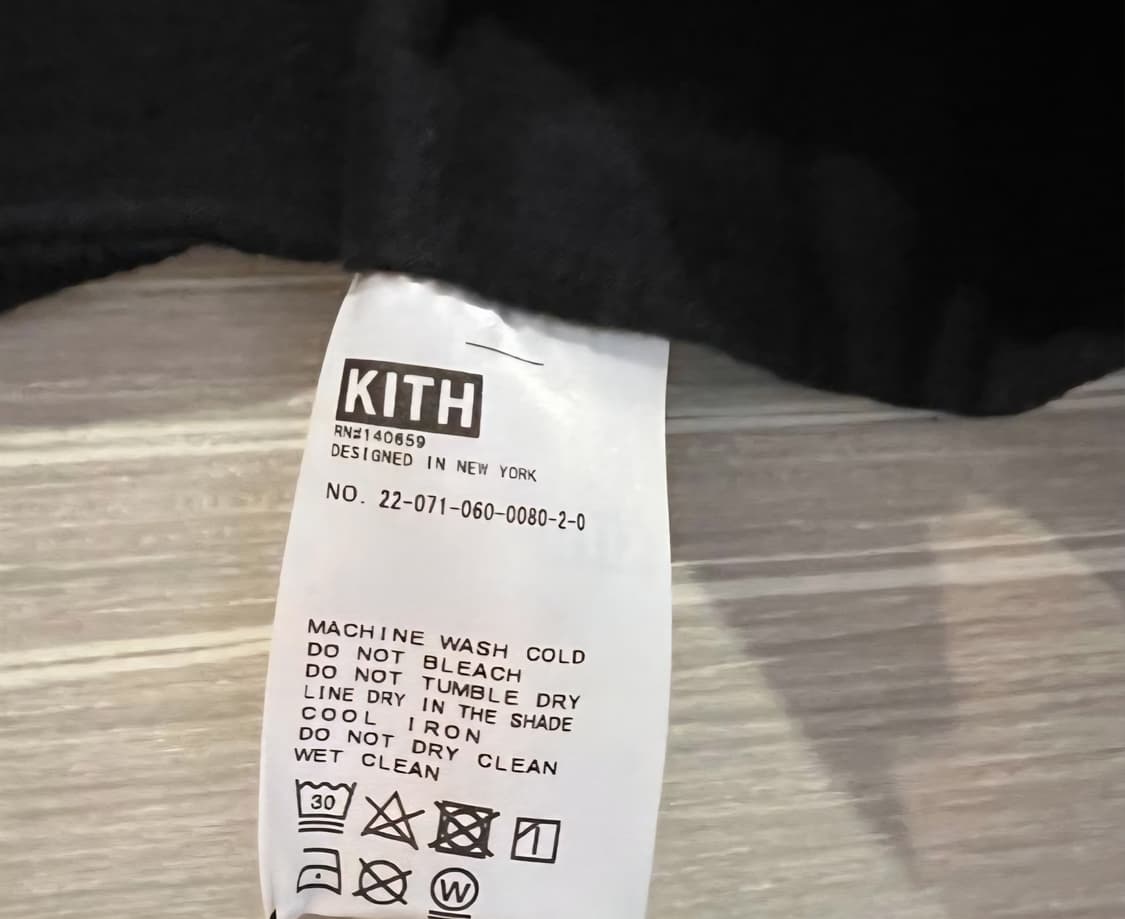 KITH
RN#140659
DESIGNED IN NEW YORK
NO. 22-071-060-0080-2-0
MACHINE WASH COLD
DO NOT BLEACH
DO NOT TUMBLE DRY
LINE DRY IN THE SHADE
COOL IRON
DO NOT DRY CLEAN
WET CLEAN
30
W